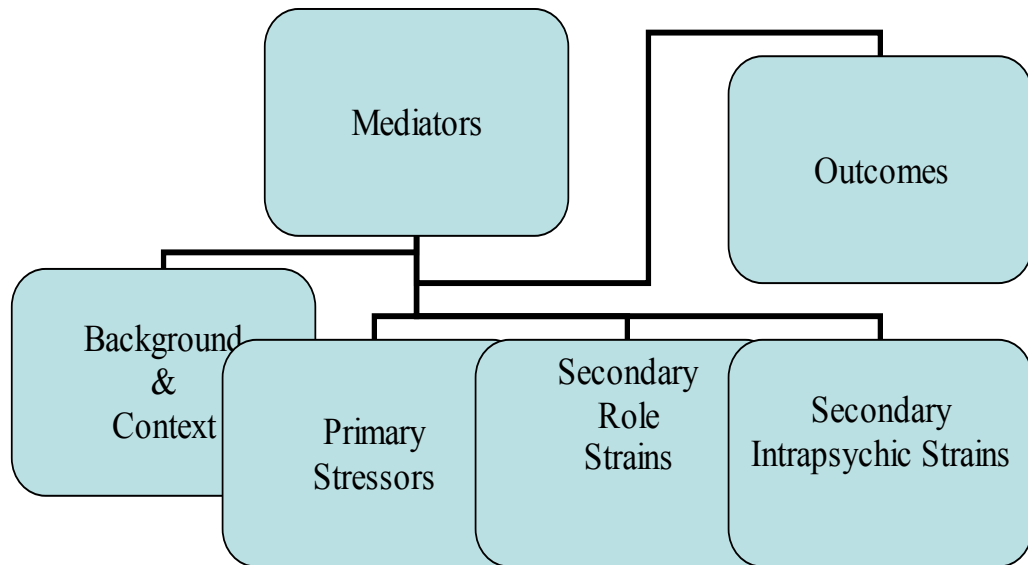 Mediators
Outcomes
Background
&
Context
Primary
Stressors
Secondary
Role
Strains
Secondary
Intrapsychic Strains